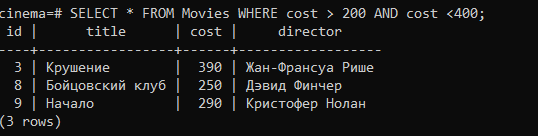 cinema=# SELECT * FROM Movies WHERE cost > 200 AND cost <400;
 id |      title      | cost |     director
----+-----------------+------+------------------
  3 | Крушение        |  390 | Жан-Франсуа Рише
  8 | Бойцовский клуб |  250 | Дэвид Финчер
  9 | Начало          |  290 | Кристофер Нолан
(3 rows)